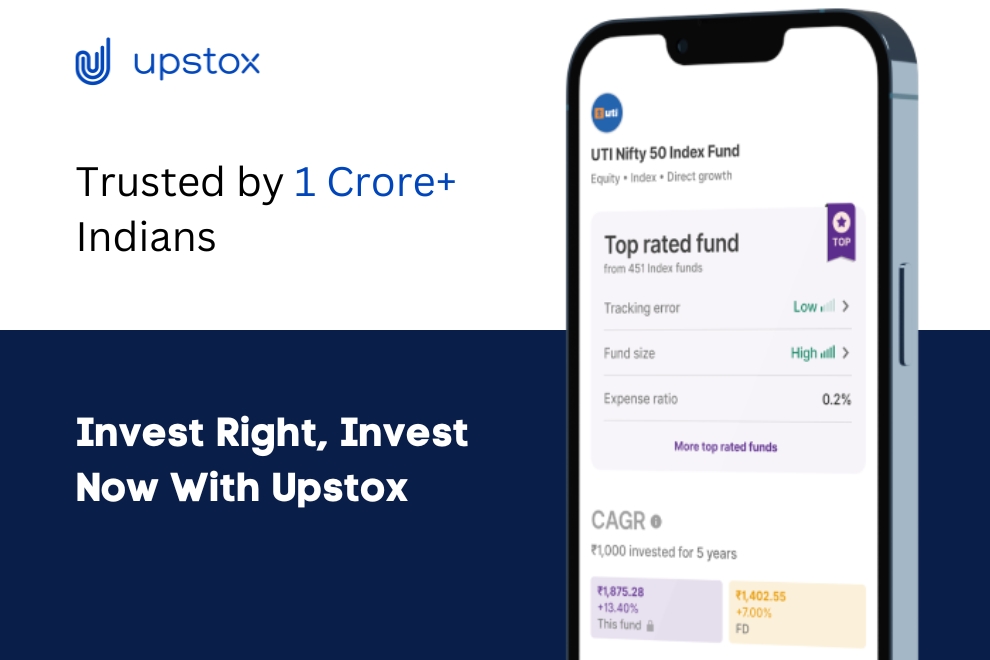 upstox
Trusted by 1 Crore+
Indians
Invest Right, Invest
Now With Upstox
uti
UTI Nifty 50 Index Fund
Equity • Index • Direct growth
TOP
Top rated fund
from 451 Index funds
Tracking error Low
Fund size High
Expense ratio 0.2%
More top rated funds
CAGR
₹1,000 invested for 5 years
₹1,875.28
+13.40%
This fund
₹1,402.55
+7.00%
FD